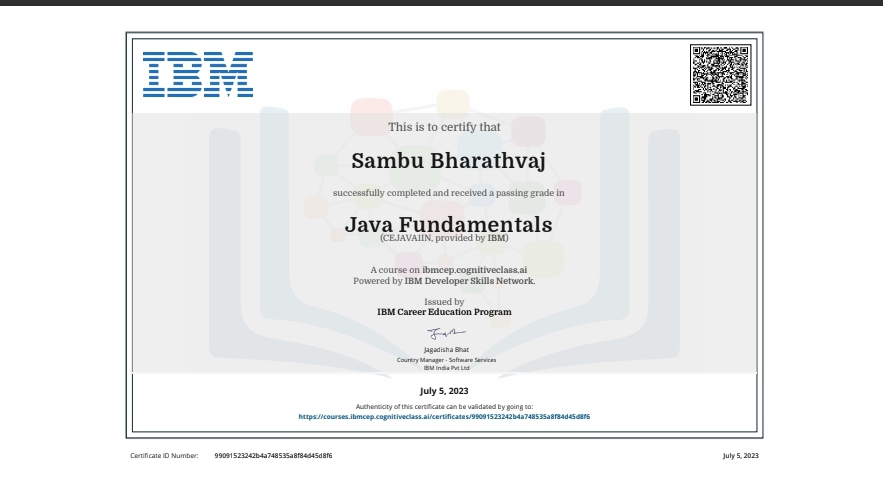 IBM
This is to certify that
Sambu Bharathvaj
successfully completed and received a passing grade in
Java Fundamentals
(CEJAVAIIN, provided by IBM)
A course on ibmcep.cognitiveclass.ai
Powered by IBM Developer Skills Network.
Issued by
IBM Career Education Program
Jagadisha Bhat
Country Manager - Software Services
IBM India Pvt Ltd
July 5, 2023
Authenticity of this certificate can be validated by going to:
https://courses.ibmcep.cognitiveclass.ai/certificates/99091523242b4a748535a8f84d45d8f6
Certificate ID Number: 99091523242b4a748535a8f84d45d8f6
July 5, 2023